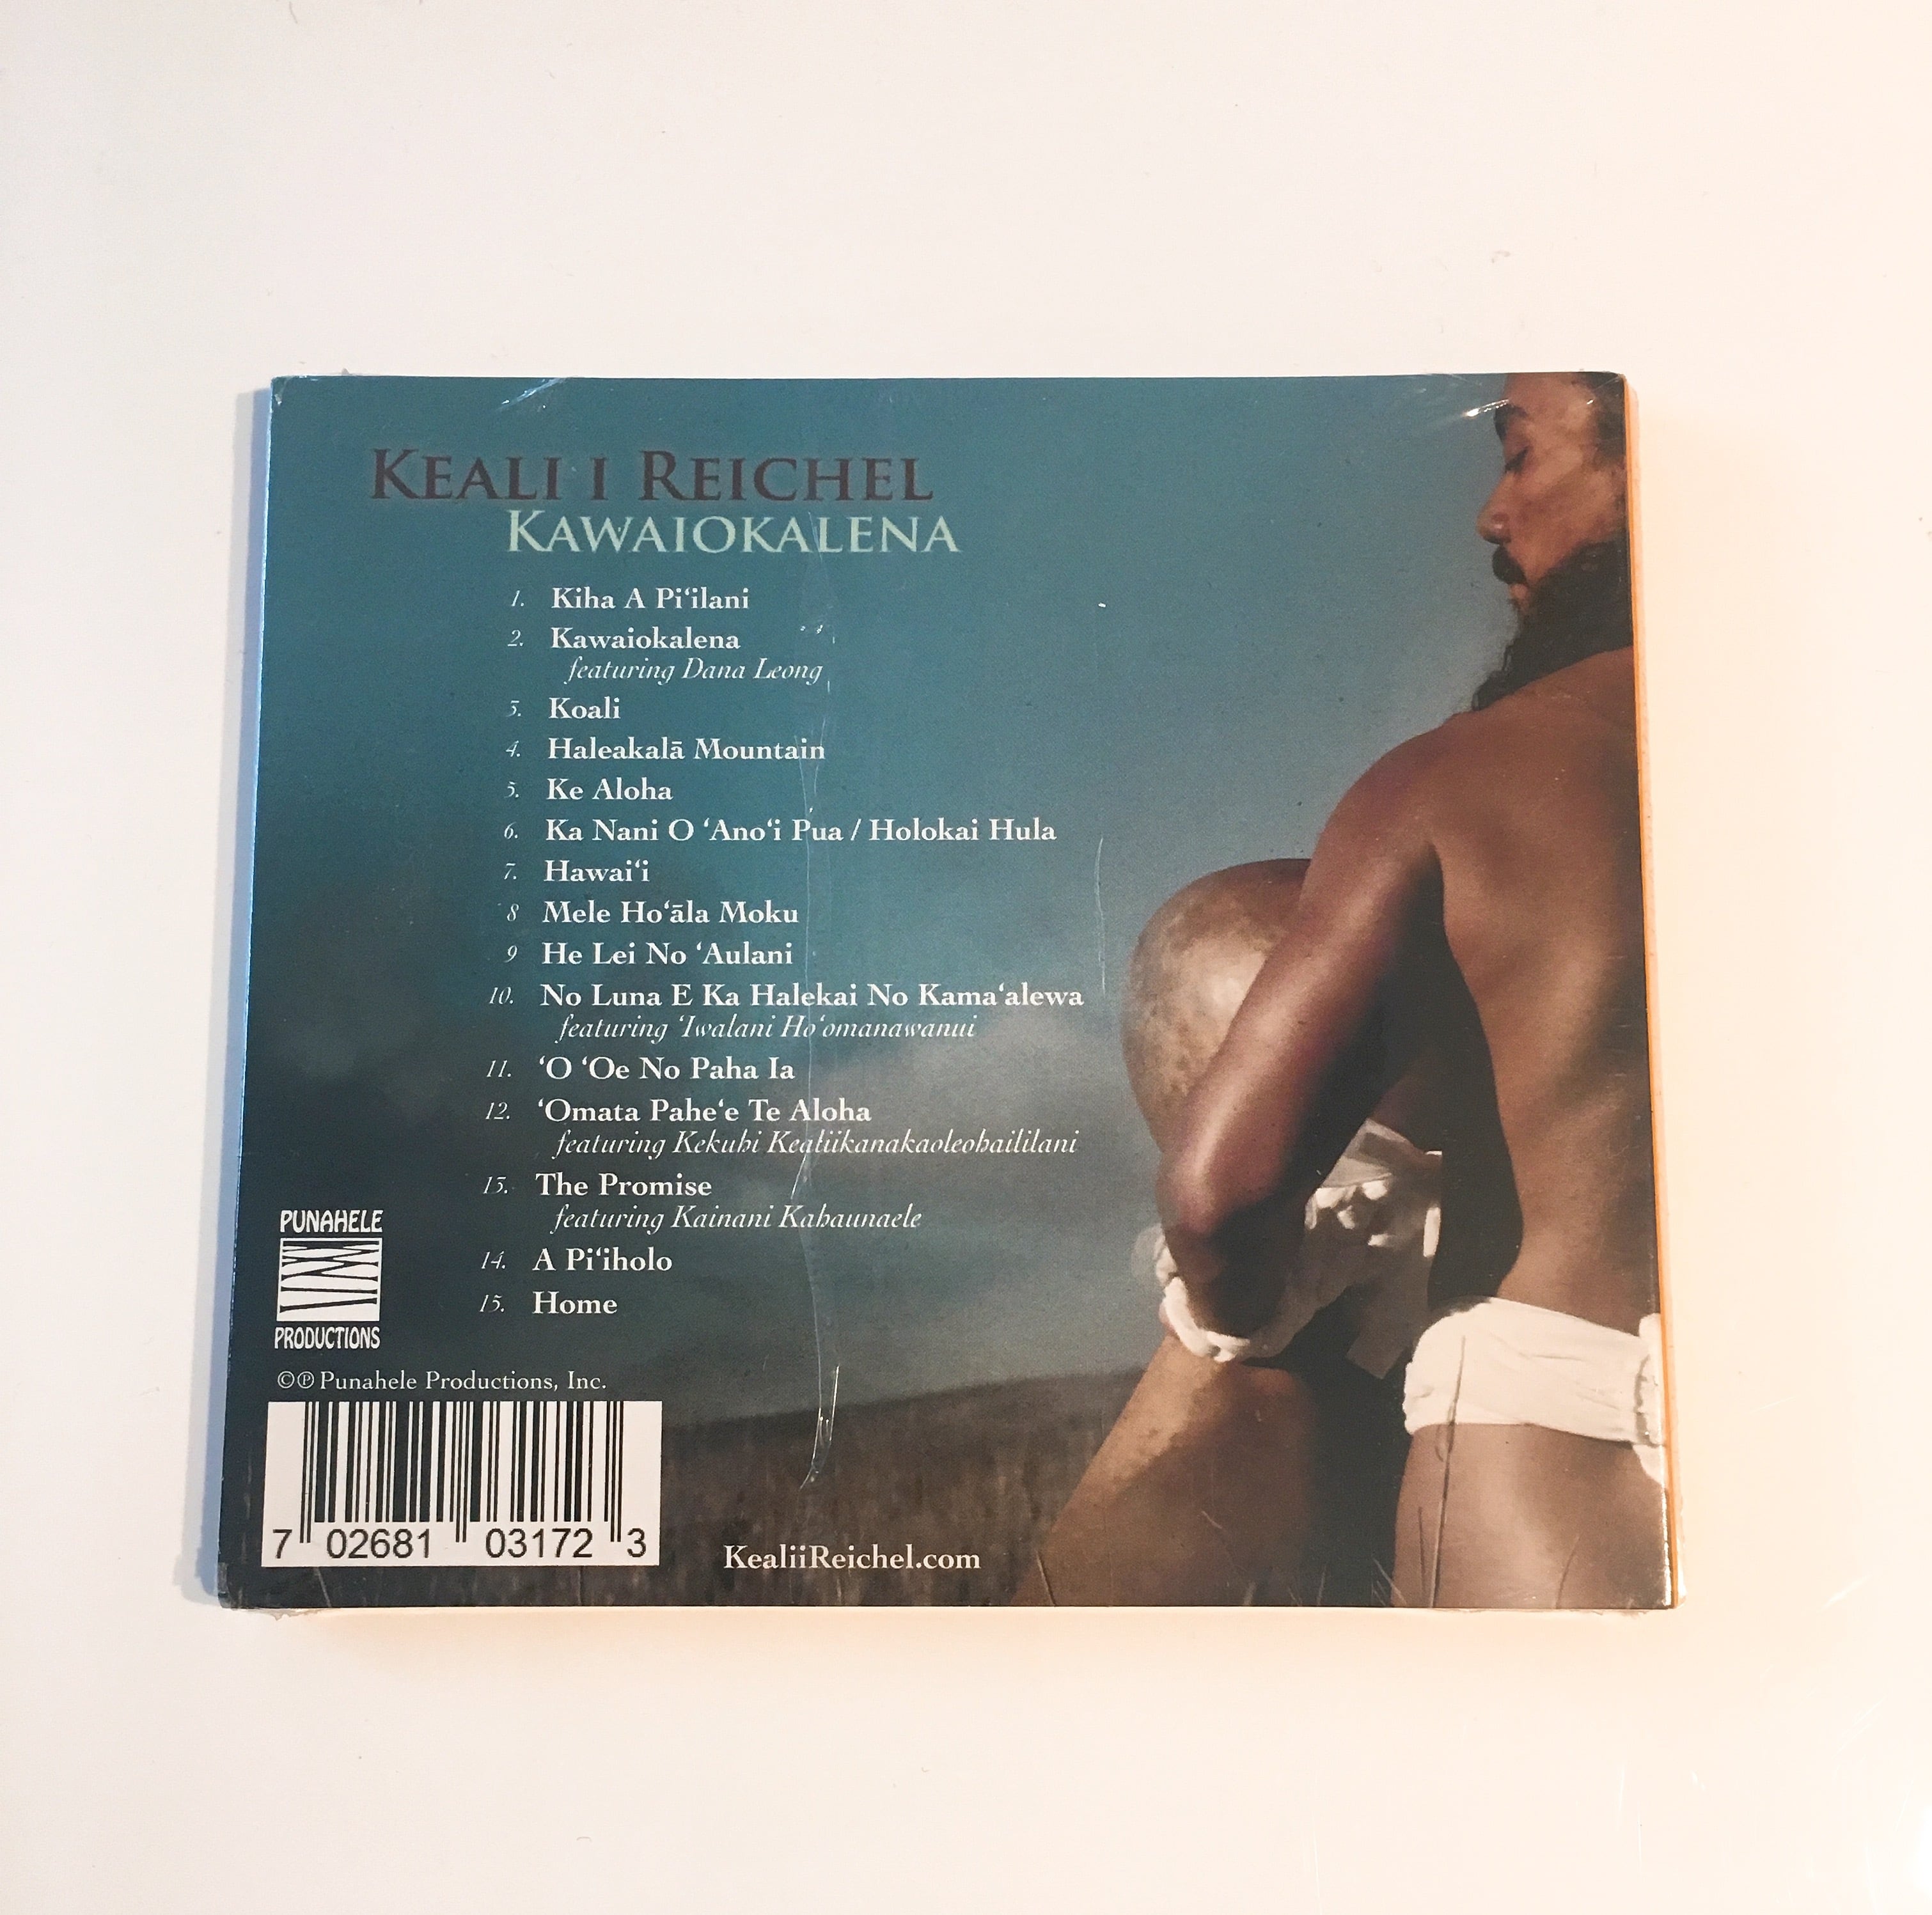 KEALI I REICHEL
KAWAIOKALENA
1. Kiha A Pi‘ilani
2. Kawaiokalena
featuring Dana Leong
3. Koali
4. Haleakalā Mountain
5. Ke Aloha
6. Ka Nani O ‘Ano‘i Pua / Holokai Hula
7. Hawai‘i
8 Mele Ho‘āla Moku
9 He Lei No ‘Aulani
10. No Luna E Ka Halekai No Kama‘alewa
featuring ‘Iwalani Ho‘omanawanui
11. ‘O ‘Oe No Paha Ia
12. ‘Omata Pahe‘e Te Aloha
featuring Kekuhi Kealiikanakaoleohaililani
13. The Promise
featuring Kainani Kahaunaele
14. A Pi‘iholo
15. Home
PUNAHELE
PRODUCTIONS
©℗ Punahele Productions, Inc.
7 02681 03172 3
KealiiReichel.com